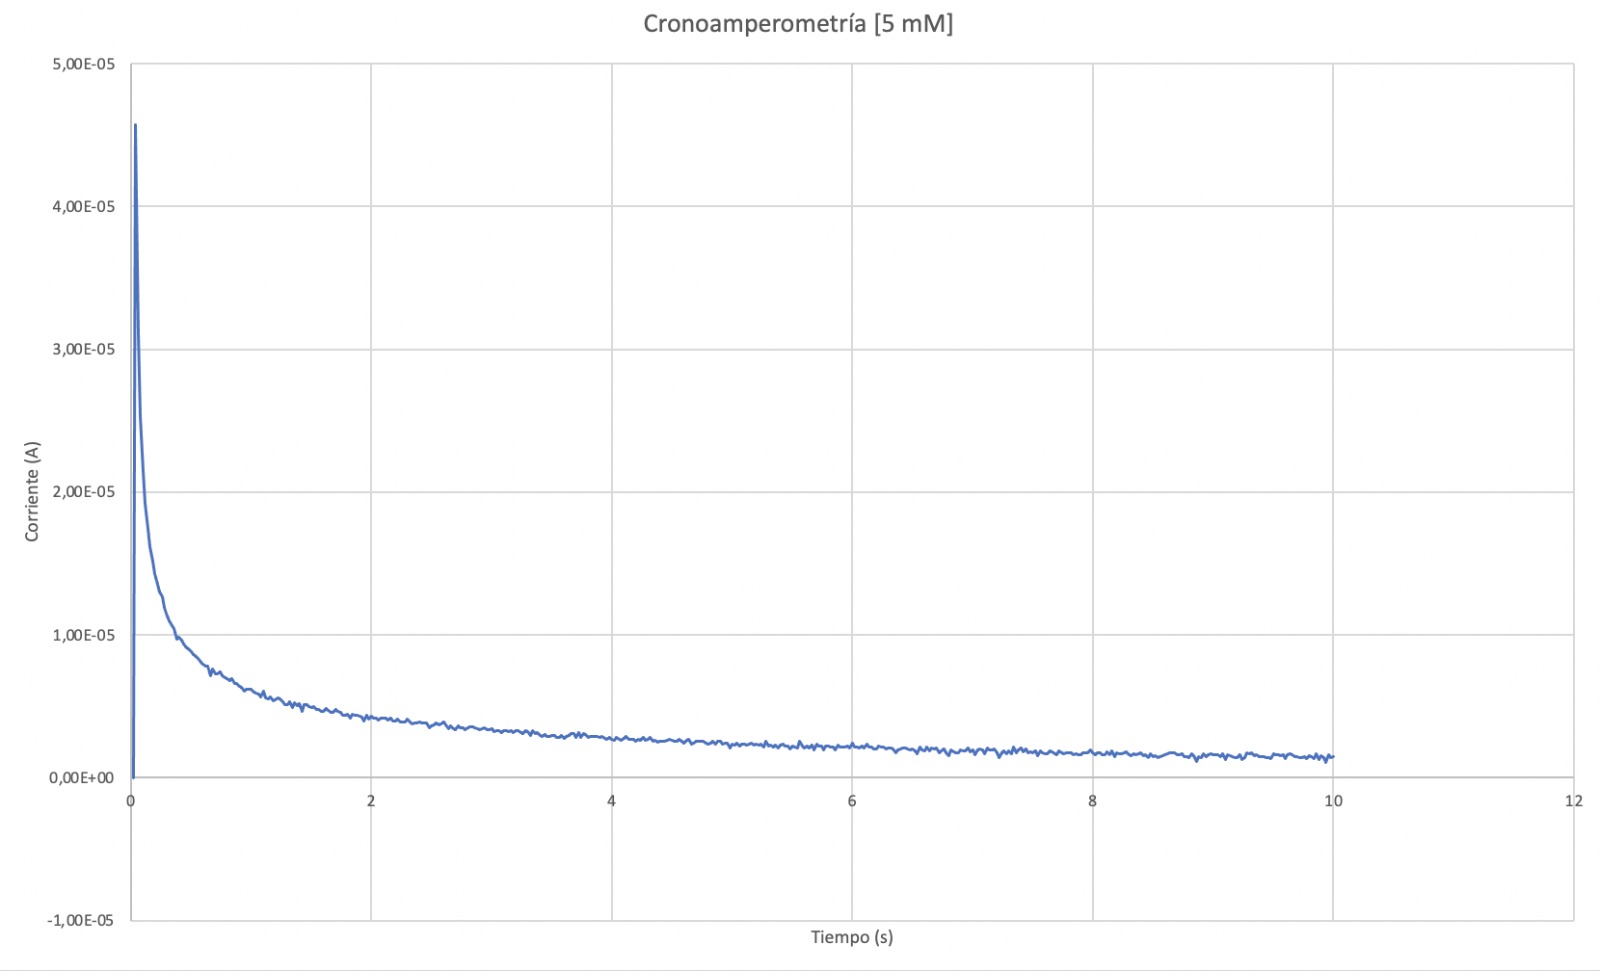 Cronoamperometría [5 mM]
5,00E-05
4,00E-05
3,00E-05
2,00E-05
1,00E-05
0,00E+00
-1,00E-05
Corriente (A)
0 2 4 6 8 10 12
Tiempo (s)